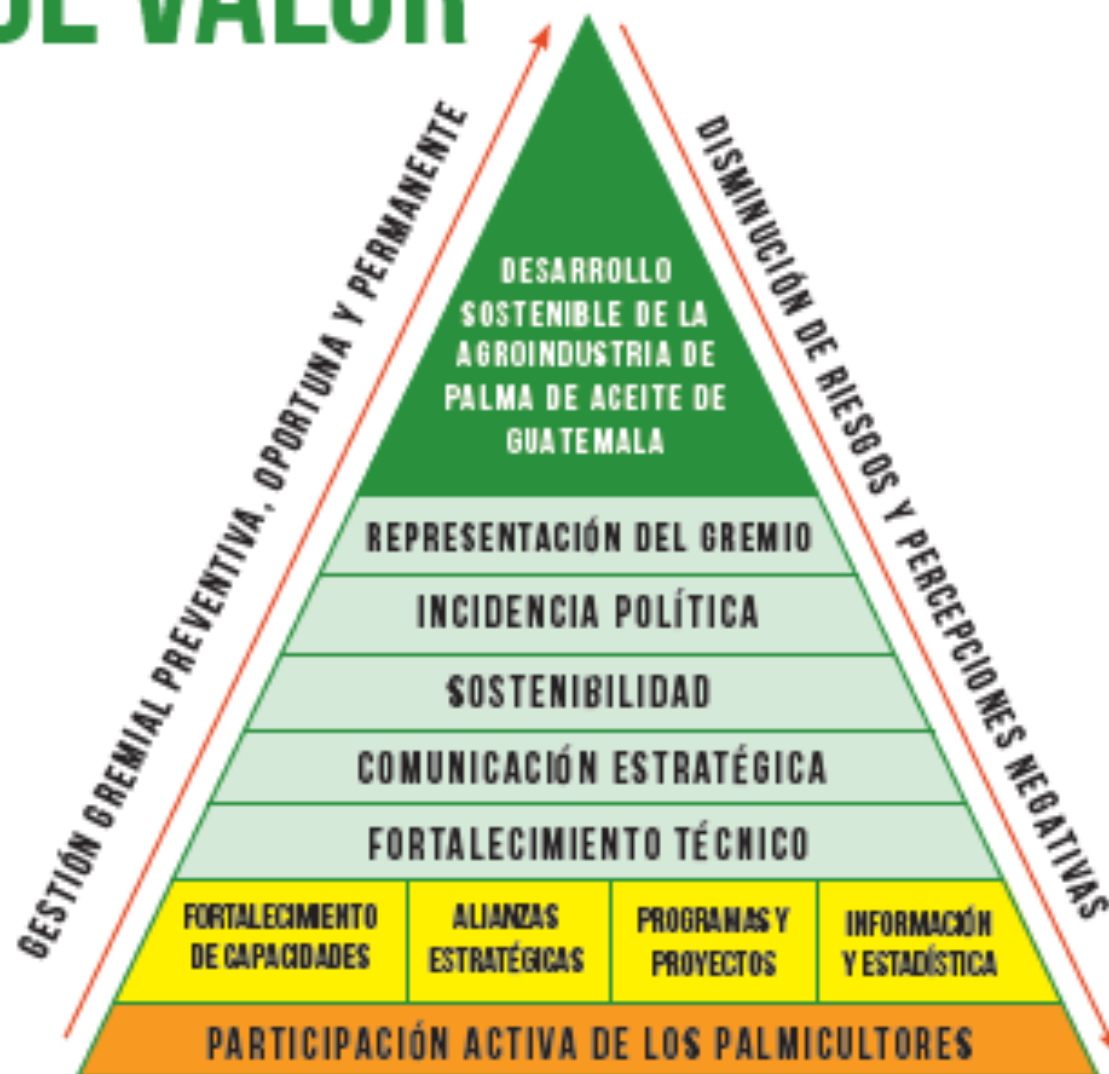 DE VALOR
GESTIÓN GREMIAL PREVENTIVA, OPORTUNA Y PERMANENTE
DISMINUCIÓN DE RIESGOS Y PERCEPCIONES NEGATIVAS
DESARROLLO
SOSTENIBLE DE LA
AGROINDUSTRIA DE
PALMA DE ACEITE DE
GUATEMALA
REPRESENTACIÓN DEL GREMIO
INCIDENCIA POLÍTICA
SOSTENIBILIDAD
COMUNICACIÓN ESTRATÉGICA
FORTALECIMIENTO TÉCNICO
FORTALECIMIENTO
DE CAPACIDADES
ALIANZAS
ESTRATÉGICAS
PROGRAMAS Y
PROYECTOS
INFORMACIÓN
Y ESTADÍSTICA
PARTICIPACIÓN ACTIVA DE LOS PALMICULTORES